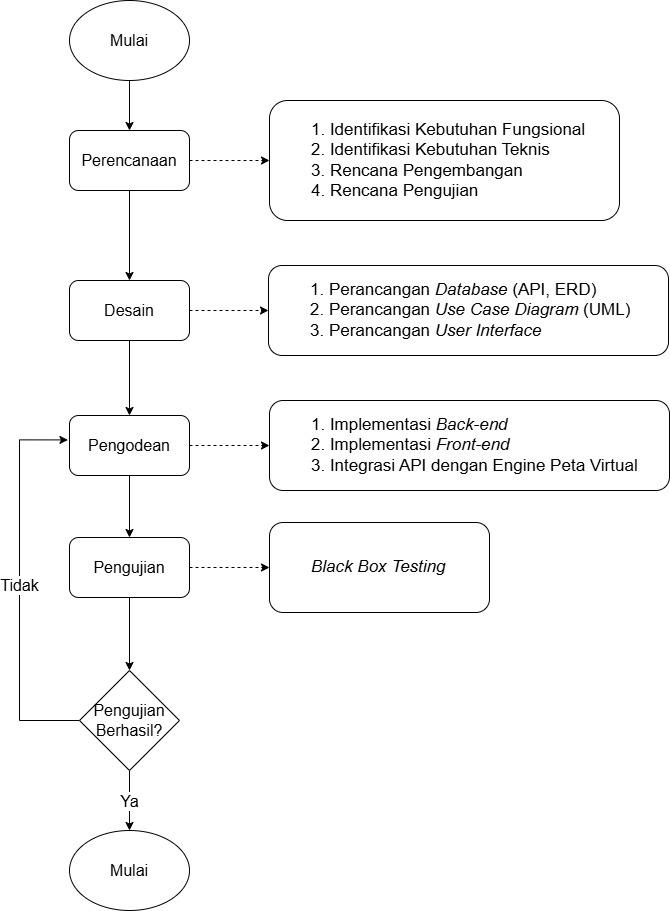 Mulai
Perencanaan
1. Identifikasi Kebutuhan Fungsional
2. Identifikasi Kebutuhan Teknis
3. Rencana Pengembangan
4. Rencana Pengujian
Desain
1. Perancangan Database (API, ERD)
2. Perancangan Use Case Diagram (UML)
3. Perancangan User Interface
Pengodean
1. Implementasi Back-end
2. Implementasi Front-end
3. Integrasi API dengan Engine Peta Virtual
Pengujian
Black Box Testing
Tidak
Pengujian
Berhasil?
Ya
Mulai